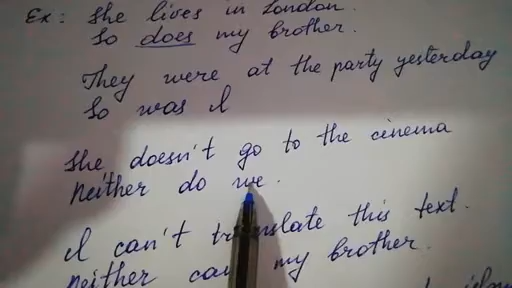 Ex: She lives in London.
So does my brother.
They were at the party yesterday
So was I
She doesn't go to the cinema
Neither do we.
I can't translate this text.
Neither can my brother.